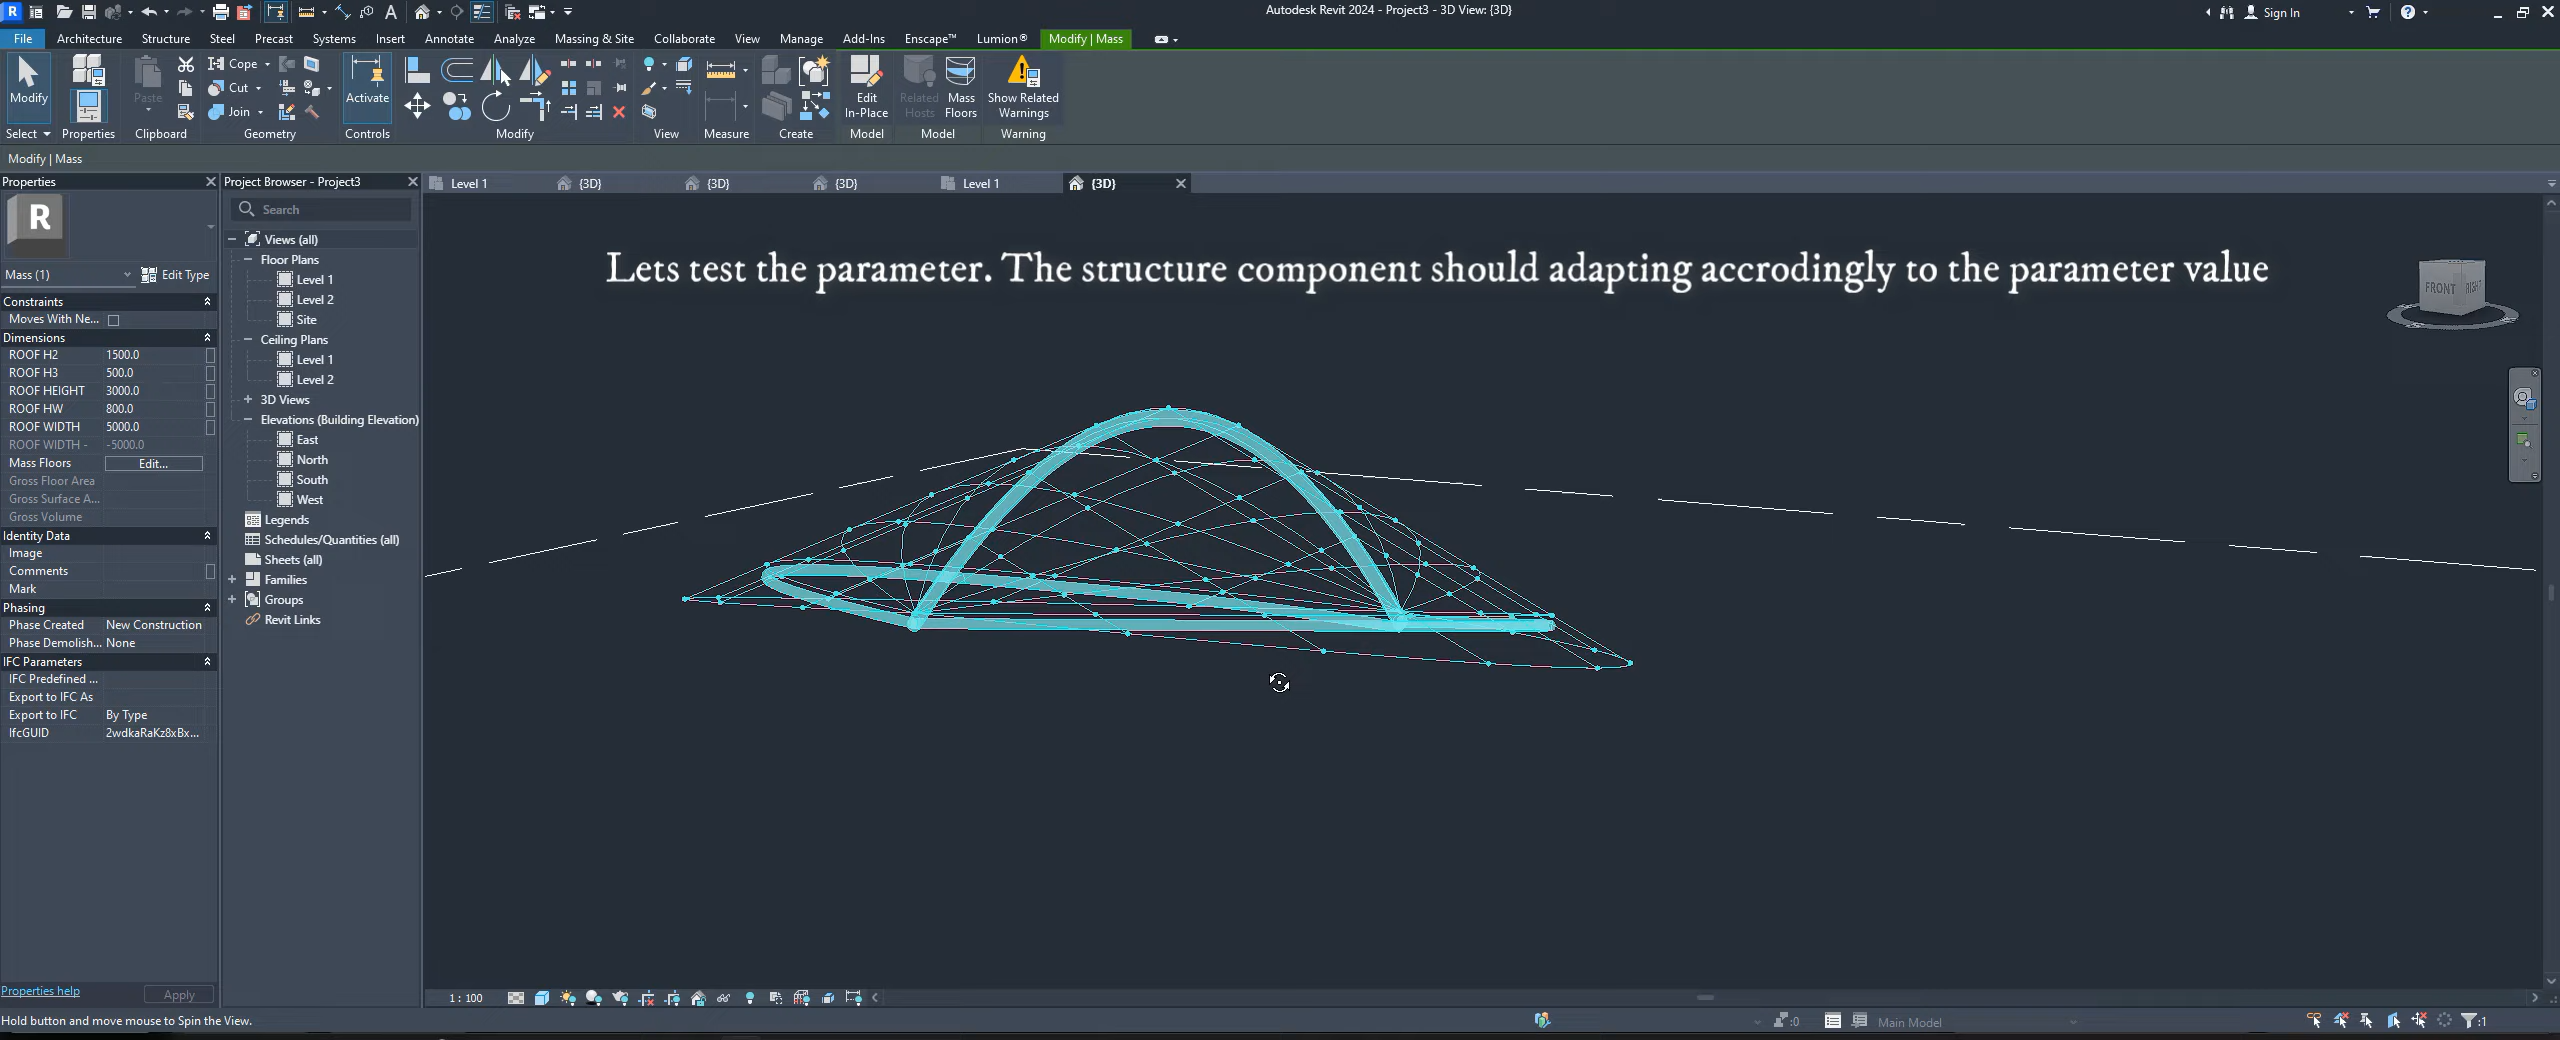 Autodesk Revit 2024 - Project3 - 3D View: {3D}
Sign In
File Architecture Structure Steel Precast Systems Insert Annotate Analyze Massing & Site Collaborate View Manage Add-Ins Enscape™ Lumion® Modify | Mass
Modify
Paste
Cope
Cut
Join
Activate
Edit In-Place
Related Hosts
Mass Floors
Show Related Warnings
Select Properties Clipboard Geometry Controls Modify View Measure Create Model Model Warning
Modify | Mass
Properties
R
Mass (1) Edit Type
Constraints
Moves With Ne...
Dimensions
ROOF H2 1500.0
ROOF H3 500.0
ROOF HEIGHT 3000.0
ROOF HW 800.0
ROOF WIDTH 5000.0
ROOF WIDTH - -5000.0
Mass Floors Edit...
Gross Floor Area
Gross Surface A...
Gross Volume
Identity Data
Image
Comments
Mark
Phasing
Phase Created New Construction
Phase Demolish... None
IFC Parameters
IFC Predefined ...
Export to IFC As
Export to IFC By Type
IfcGUID 2wdkaRaKz8xBx...
Properties help Apply
Project Browser - Project3
Search
Views (all)
Floor Plans
Level 1
Level 2
Site
Ceiling Plans
Level 1
Level 2
3D Views
Elevations (Building Elevation)
East
North
South
West
Legends
Schedules/Quantities (all)
Sheets (all)
Families
Groups
Revit Links
Level 1 {3D} {3D} {3D} Level 1 {3D}
Lets test the parameter. The structure component should adapting accrodingly to the parameter value
FRONT RIGHT
1 : 100
Hold button and move mouse to Spin the View.
:0
Main Model
:1